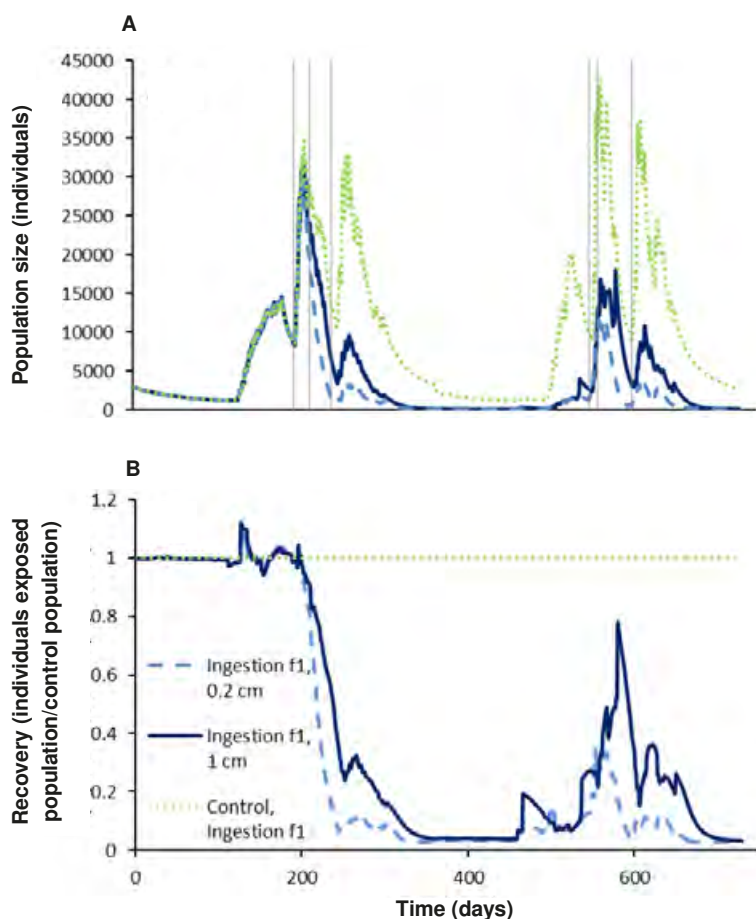 A
Population size (individuals)
45000
40000
35000
30000
25000
20000
15000
10000
5000
0
B
Recovery (individuals exposed
population/control population)
1.2
1
0.8
0.6
0.4
0.2
0
Ingestion f1,
0.2 cm
Ingestion f1,
1 cm
Control,
Ingestion f1
0 200 400 600
Time (days)